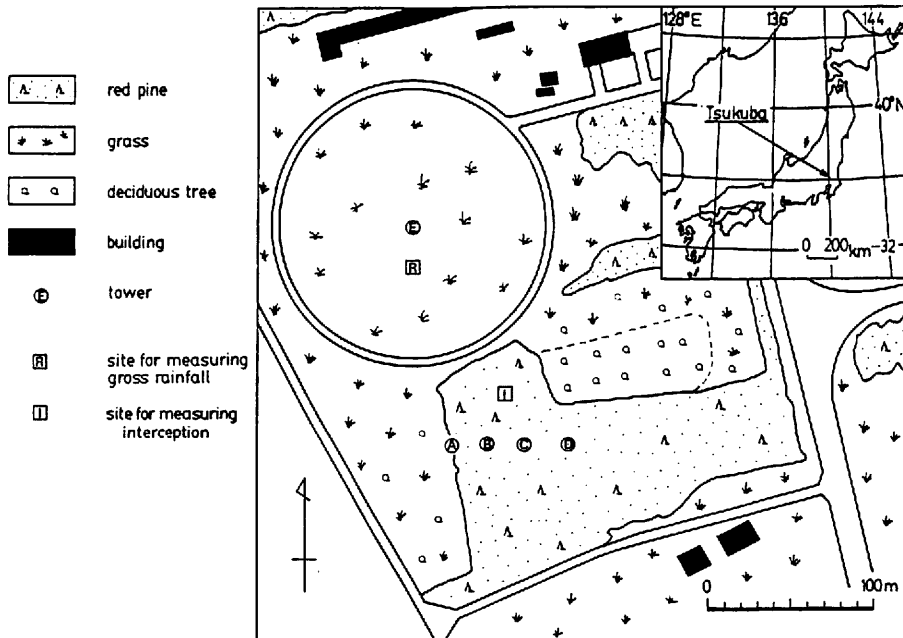 red pine
grass
deciduous tree
building
E tower
R site for measuring
gross rainfall
I site for measuring
interception
E
R
I
A B C D
128°E 136 144
40°N
Tsukuba
0 200km 32
0 100m